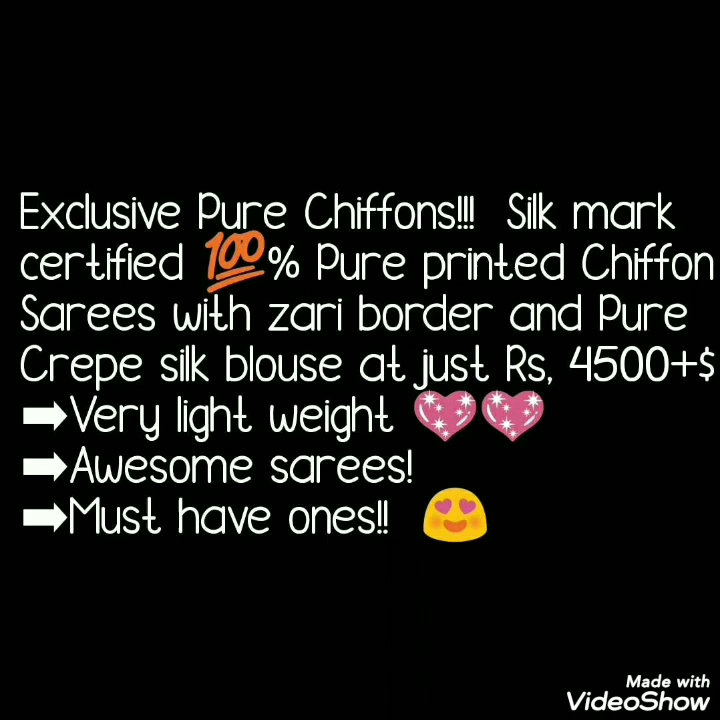 Exclusive Pure Chiffons!!! Silk mark
certified 💯% Pure printed Chiffon
Sarees with zari border and Pure
Crepe silk blouse at just Rs, 4500+$
➡Very light weight 💖💖
➡Awesome sarees!
➡Must have ones!! 😍
Made with
VideoShow